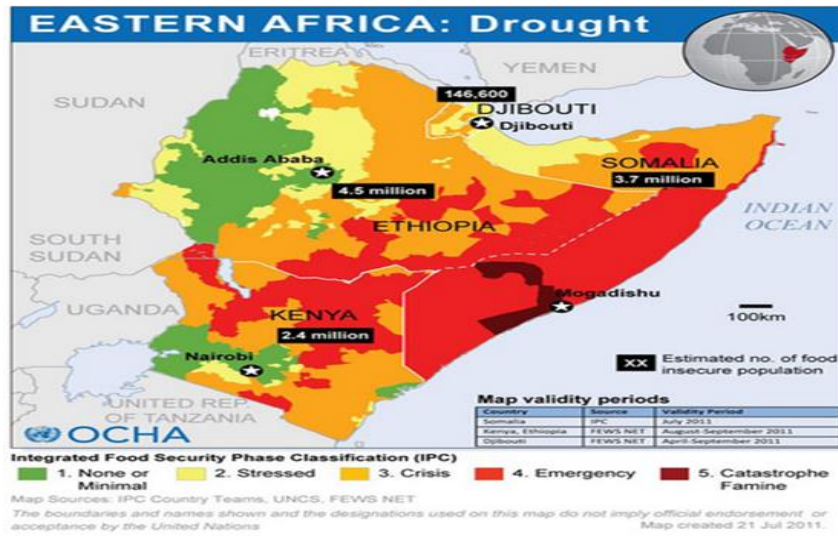 EASTERN AFRICA: Drought
ERITREA
YEMEN
SUDAN
146,600
DJIBOUTI
Djibouti
Addis Ababa
SOMALIA
3.7 million
4.5 million
ETHIOPIA
INDIAN
OCEAN
SOUTH
SUDAN
UGANDA
KENYA
2.4 million
Mogadishu
100km
Nairobi
xx Estimated no. of food
insecure population
UNITED REP.
OF TANZANIA
OCHA
Map validity periods
Country Source Validity Period
Somalia IPC July 2011
Kenya, Ethiopia FEWS NET August-September 2011
Djibouti FEWS NET April-September 2011
Integrated Food Security Phase Classification (IPC)
1. None or
Minimal
2. Stressed
3. Crisis
4. Emergency
5. Catastrophe
Famine
Map Sources: IPC Country Teams, UNCS, FEWS NET
The boundaries and names shown and the designations used on this map do not imply official endorsement or
acceptance by the United Nations
Map created 21 Jul 2011.